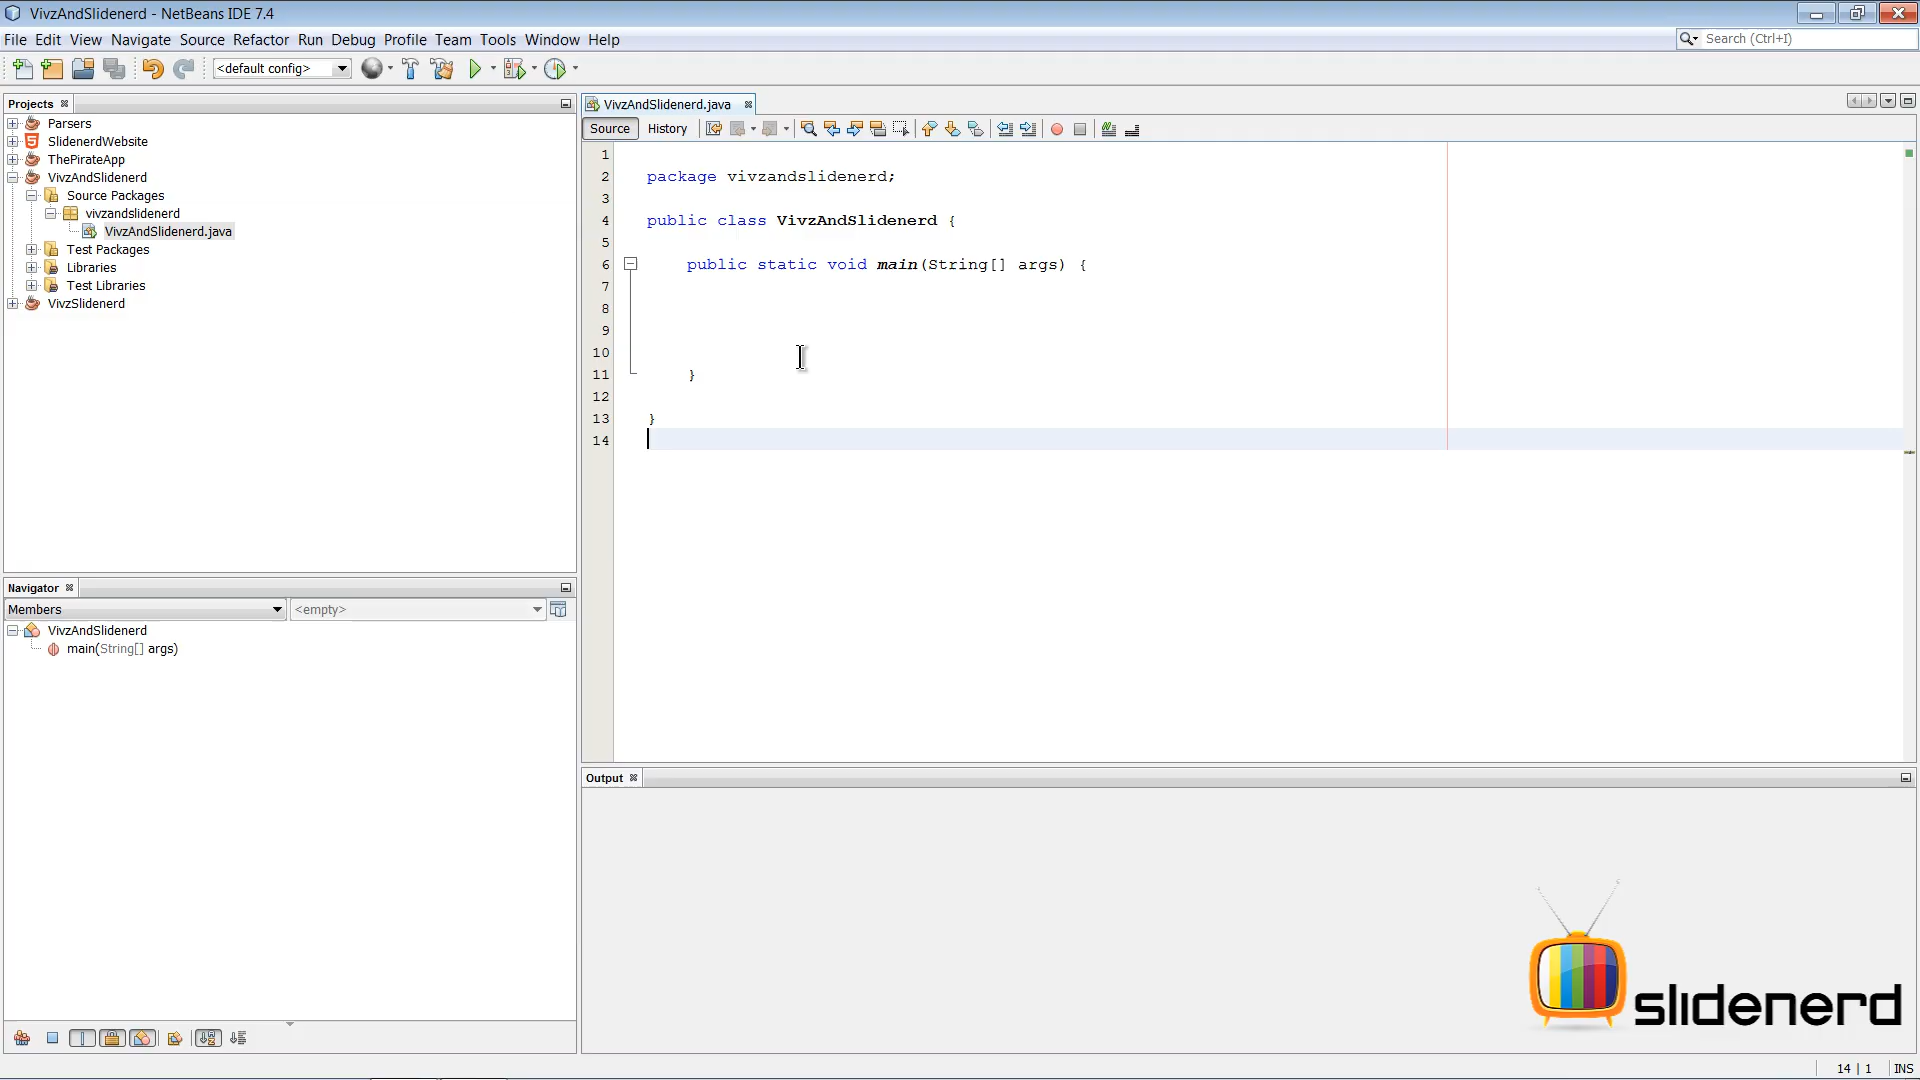 VivzAndSlidenerd - NetBeans IDE 7.4
File Edit View Navigate Source Refactor Run Debug Profile Team Tools Window Help
Search (Ctrl+I)
<default config>
Projects
Parsers
SlidenerdWebsite
ThePirateApp
VivzAndSlidenerd
Source Packages
vivzandslidenerd
VivzAndSlidenerd.java
Test Packages
Libraries
Test Libraries
VivzSlidenerd
Navigator
Members <empty>
VivzAndSlidenerd
main(String[] args)
VivzAndSlidenerd.java
Source History
1
2 package vivzandslidenerd;
3
4 public class VivzAndSlidenerd {
5
6 public static void main(String[] args) {
7
8
9
10
11 }
12
13 }
14
Output
slidenerd
14 | 1 INS